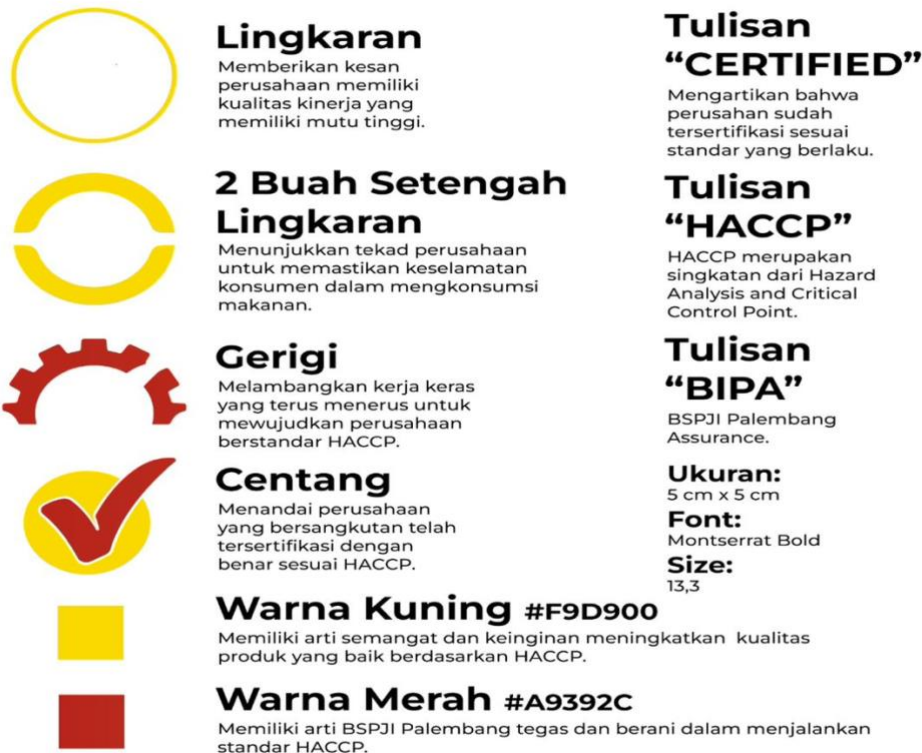 Lingkaran
Memberikan kesan
perusahaan memiliki
kualitas kinerja yang
memiliki mutu tinggi.
2 Buah Setengah
Lingkaran
Menunjukkan tekad perusahaan
untuk memastikan keselamatan
konsumen dalam mengkonsumsi
makanan.
Gerigi
Melambangkan kerja keras
yang terus menerus untuk
mewujudkan perusahaan
berstandar HACCP.
Centang
Menandai perusahaan
yang bersangkutan telah
tersertifikasi dengan
benar sesuai HACCP.
Warna Kuning #F9D900
Memiliki arti semangat dan keinginan meningkatkan kualitas
produk yang baik berdasarkan HACCP.
Warna Merah #A9392C
Memiliki arti BSPJI Palembang tegas dan berani dalam menjalankan
standar HACCP.
Tulisan
“CERTIFIED”
Mengartikan bahwa
perusahan sudah
tersertifikasi sesuai
standar yang berlaku.
Tulisan
“HACCP”
HACCP merupakan
singkatan dari Hazard
Analysis and Critical
Control Point.
Tulisan
“BIPA”
BSPJI Palembang
Assurance.
Ukuran:
5 cm x 5 cm
Font:
Montserrat Bold
Size:
13,3